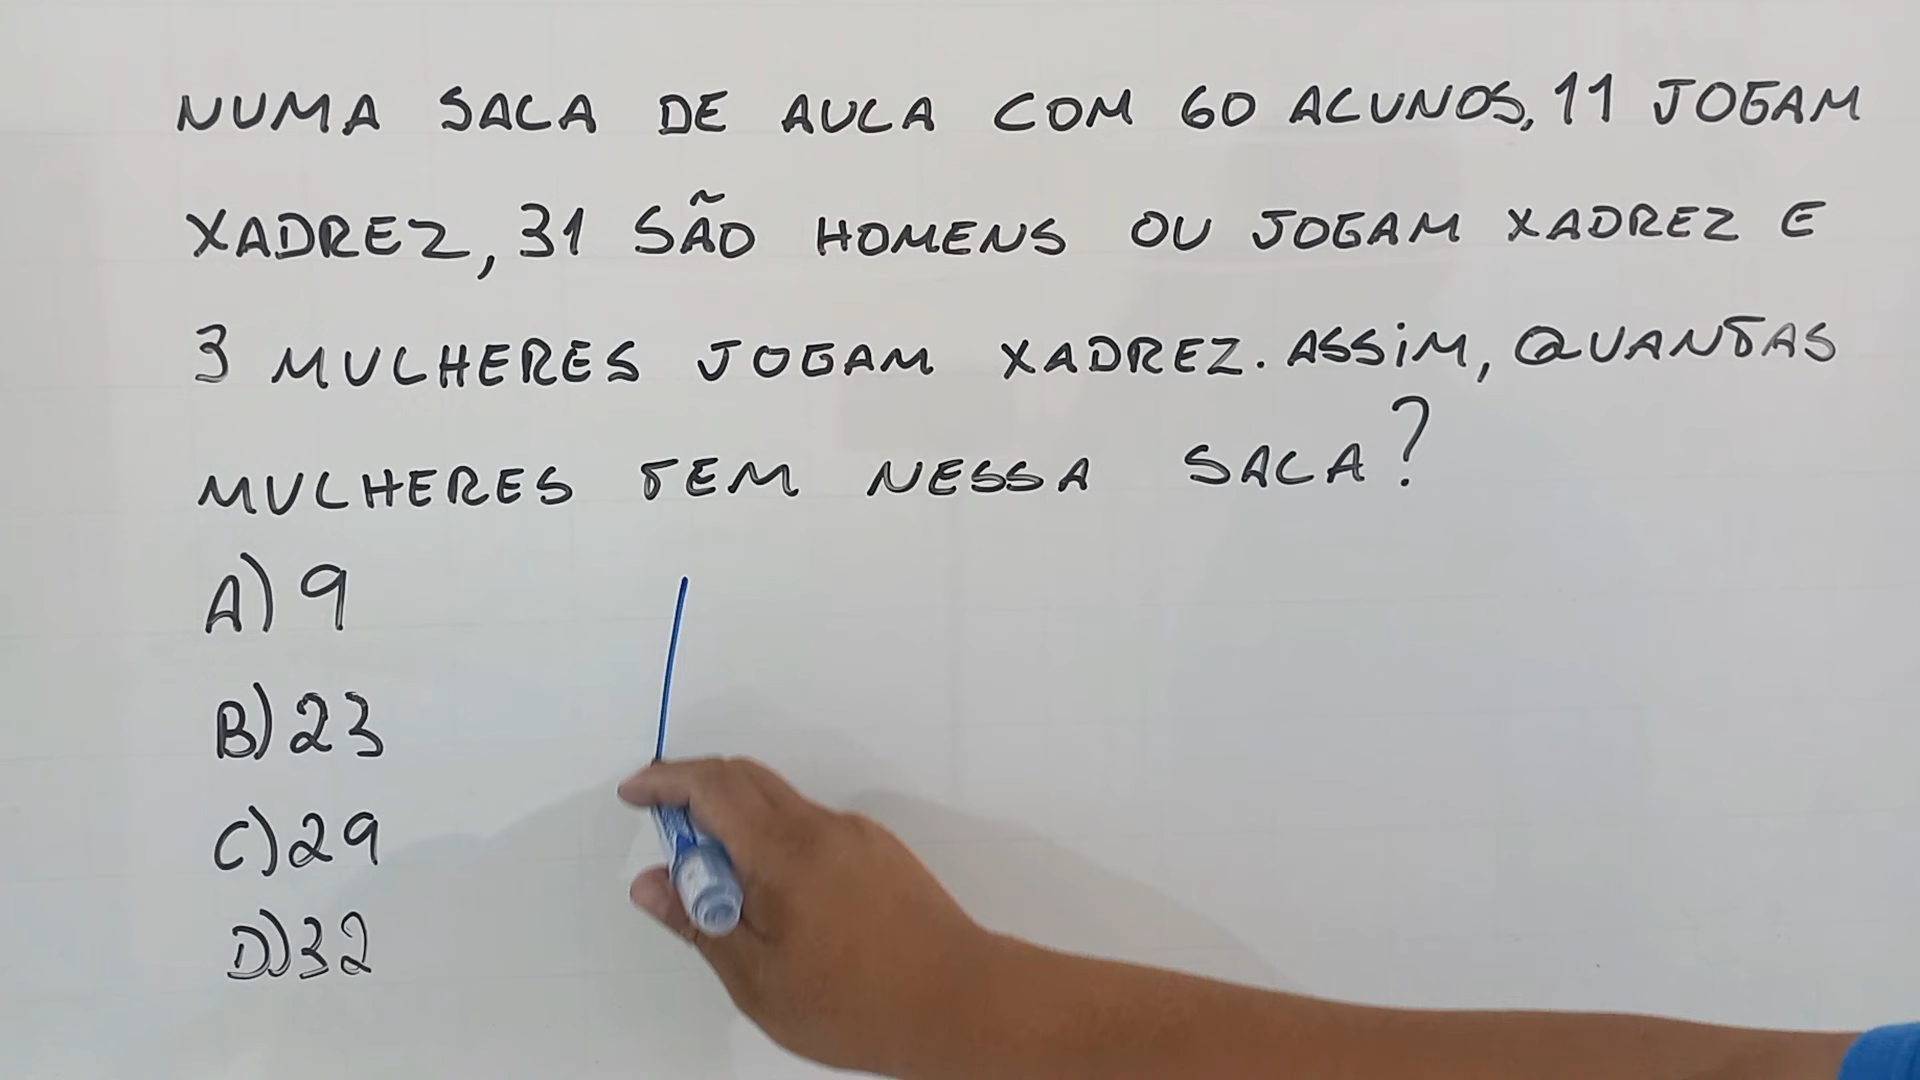 NUMA SALA DE AULA COM 60 ALUNOS, 11 JOGAM
XADREZ, 31 SÃO HOMENS OU JOGAM XADREZ E
3 MULHERES JOGAM XADREZ. ASSIM, QUANTAS
MULHERES TEM NESSA SALA?
A) 9
B) 23
C) 29
D) 32